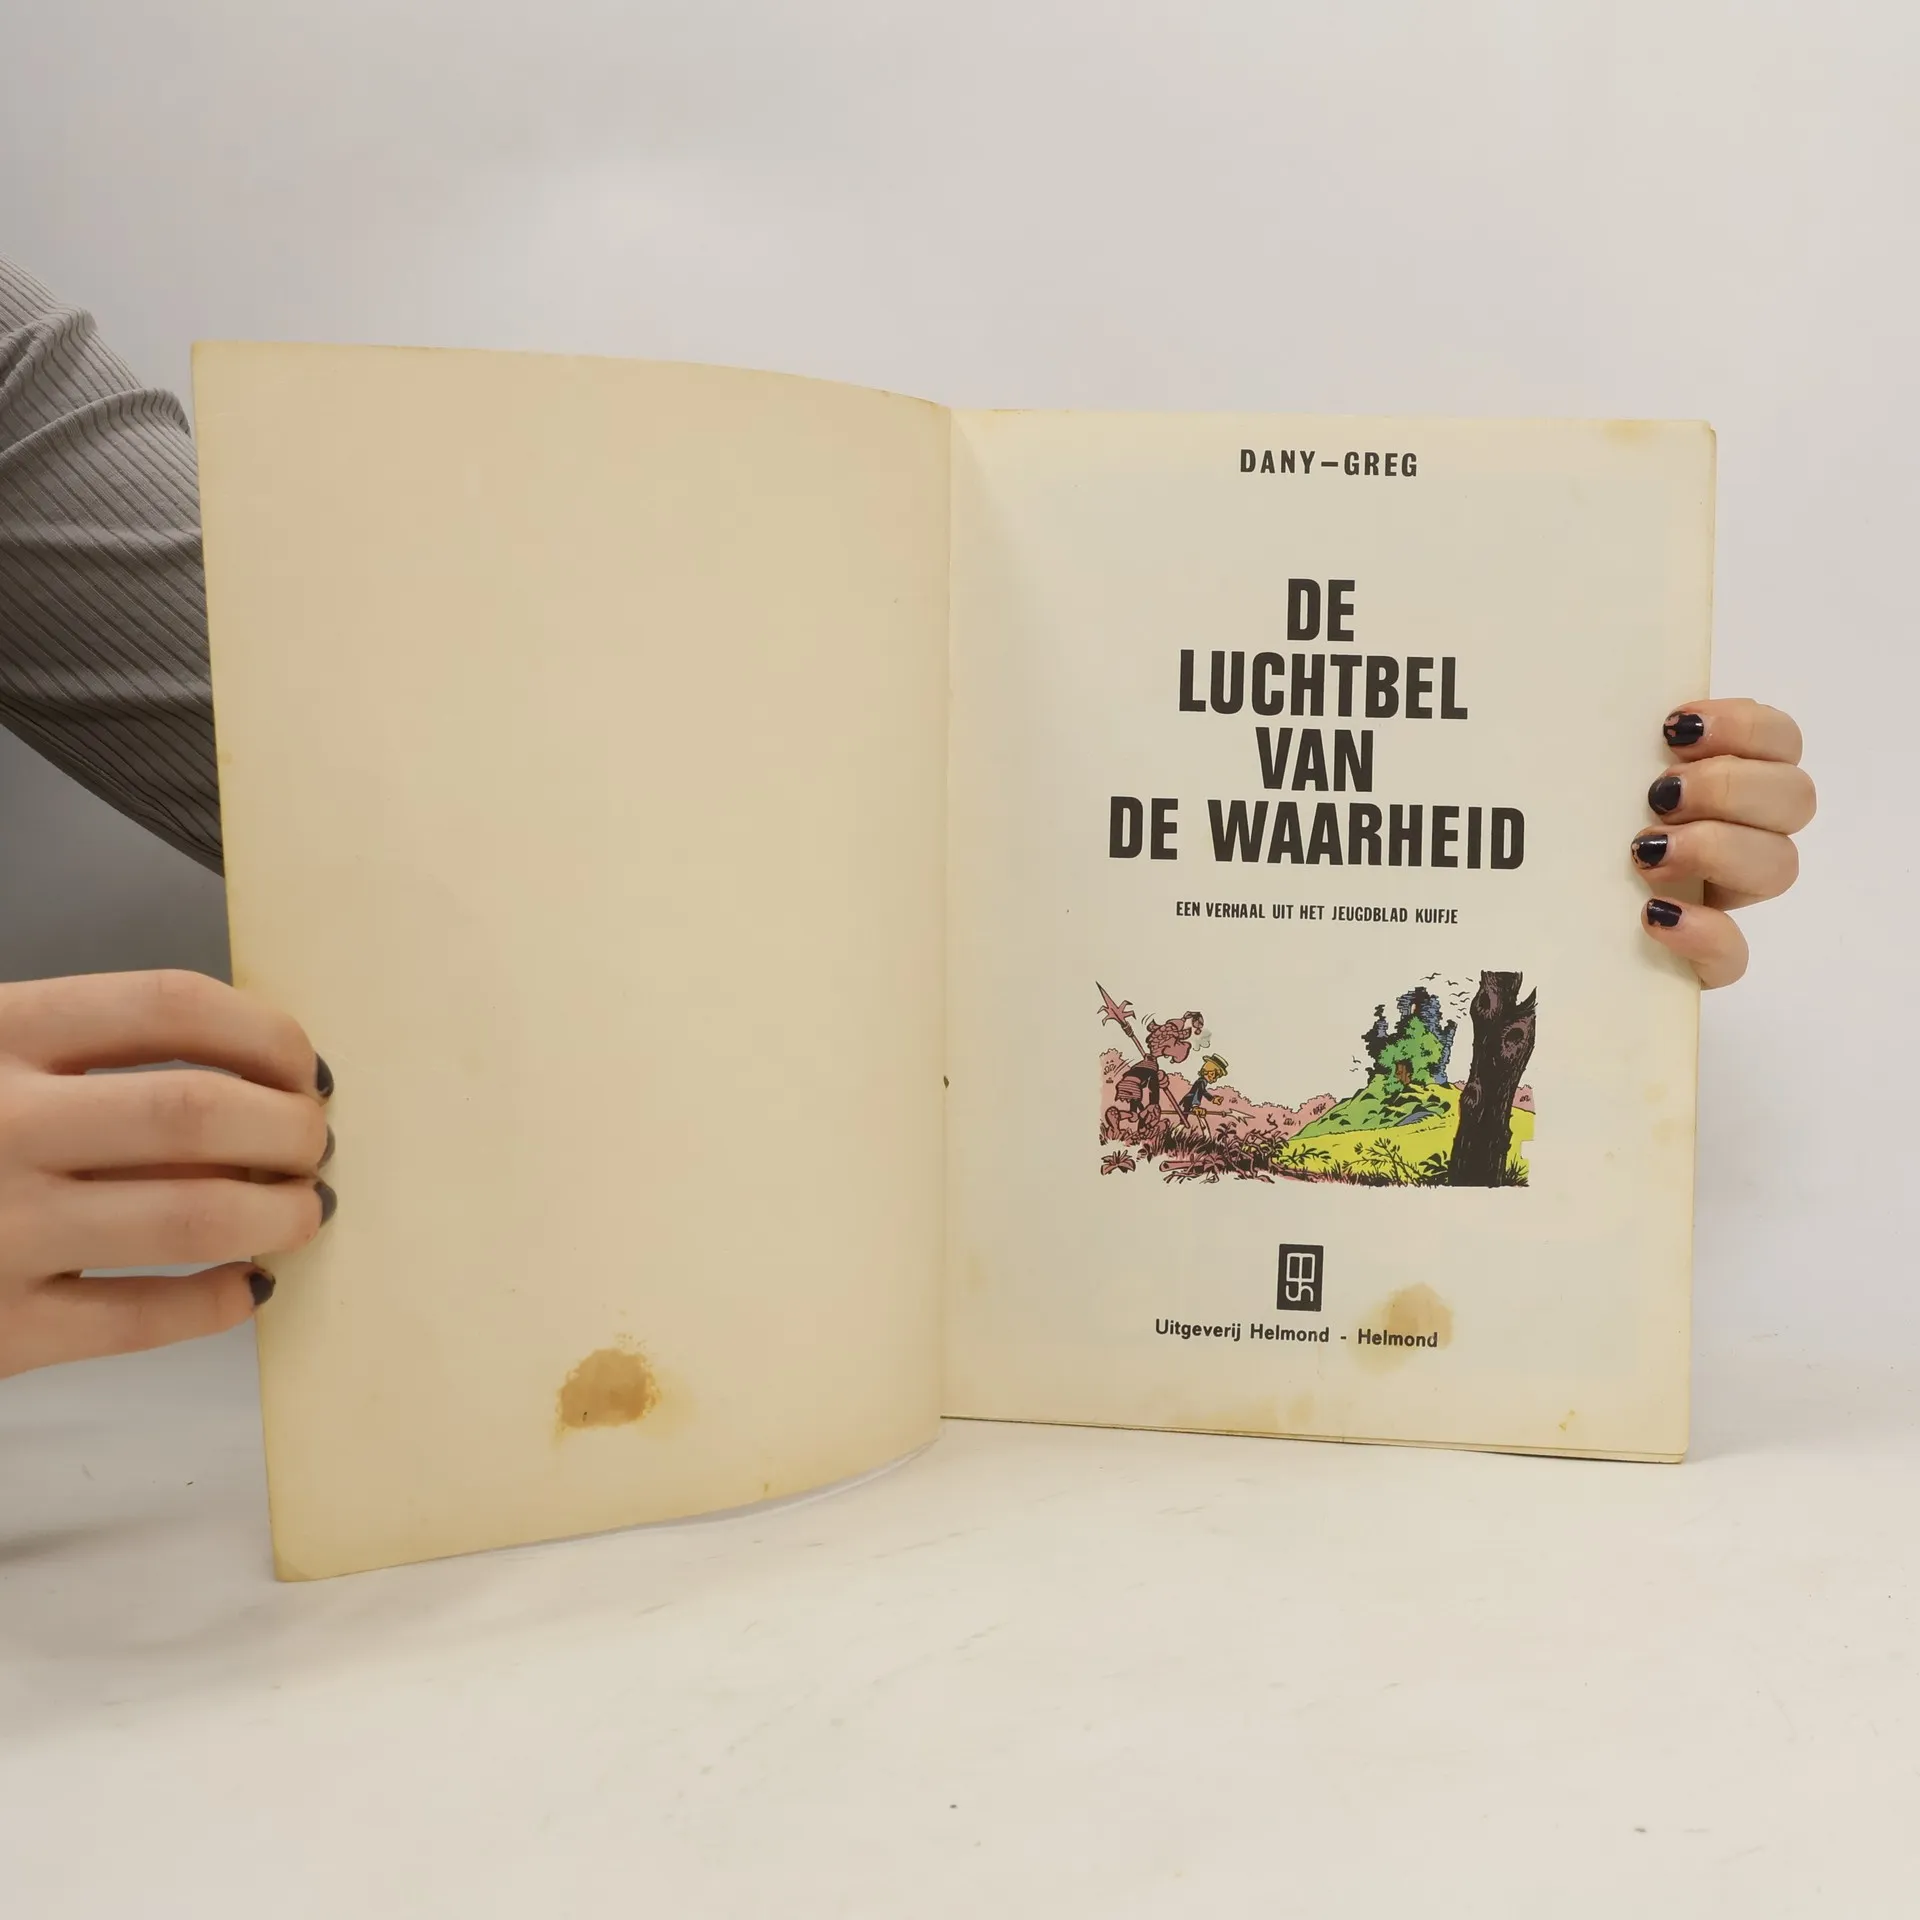 DANY–GREG
DE
LUCHTBEL
VAN
DE WAARHEID
EEN VERHAAL UIT HET JEUGDBLAD KUIFJE
Uitgeverij Helmond - Helmond